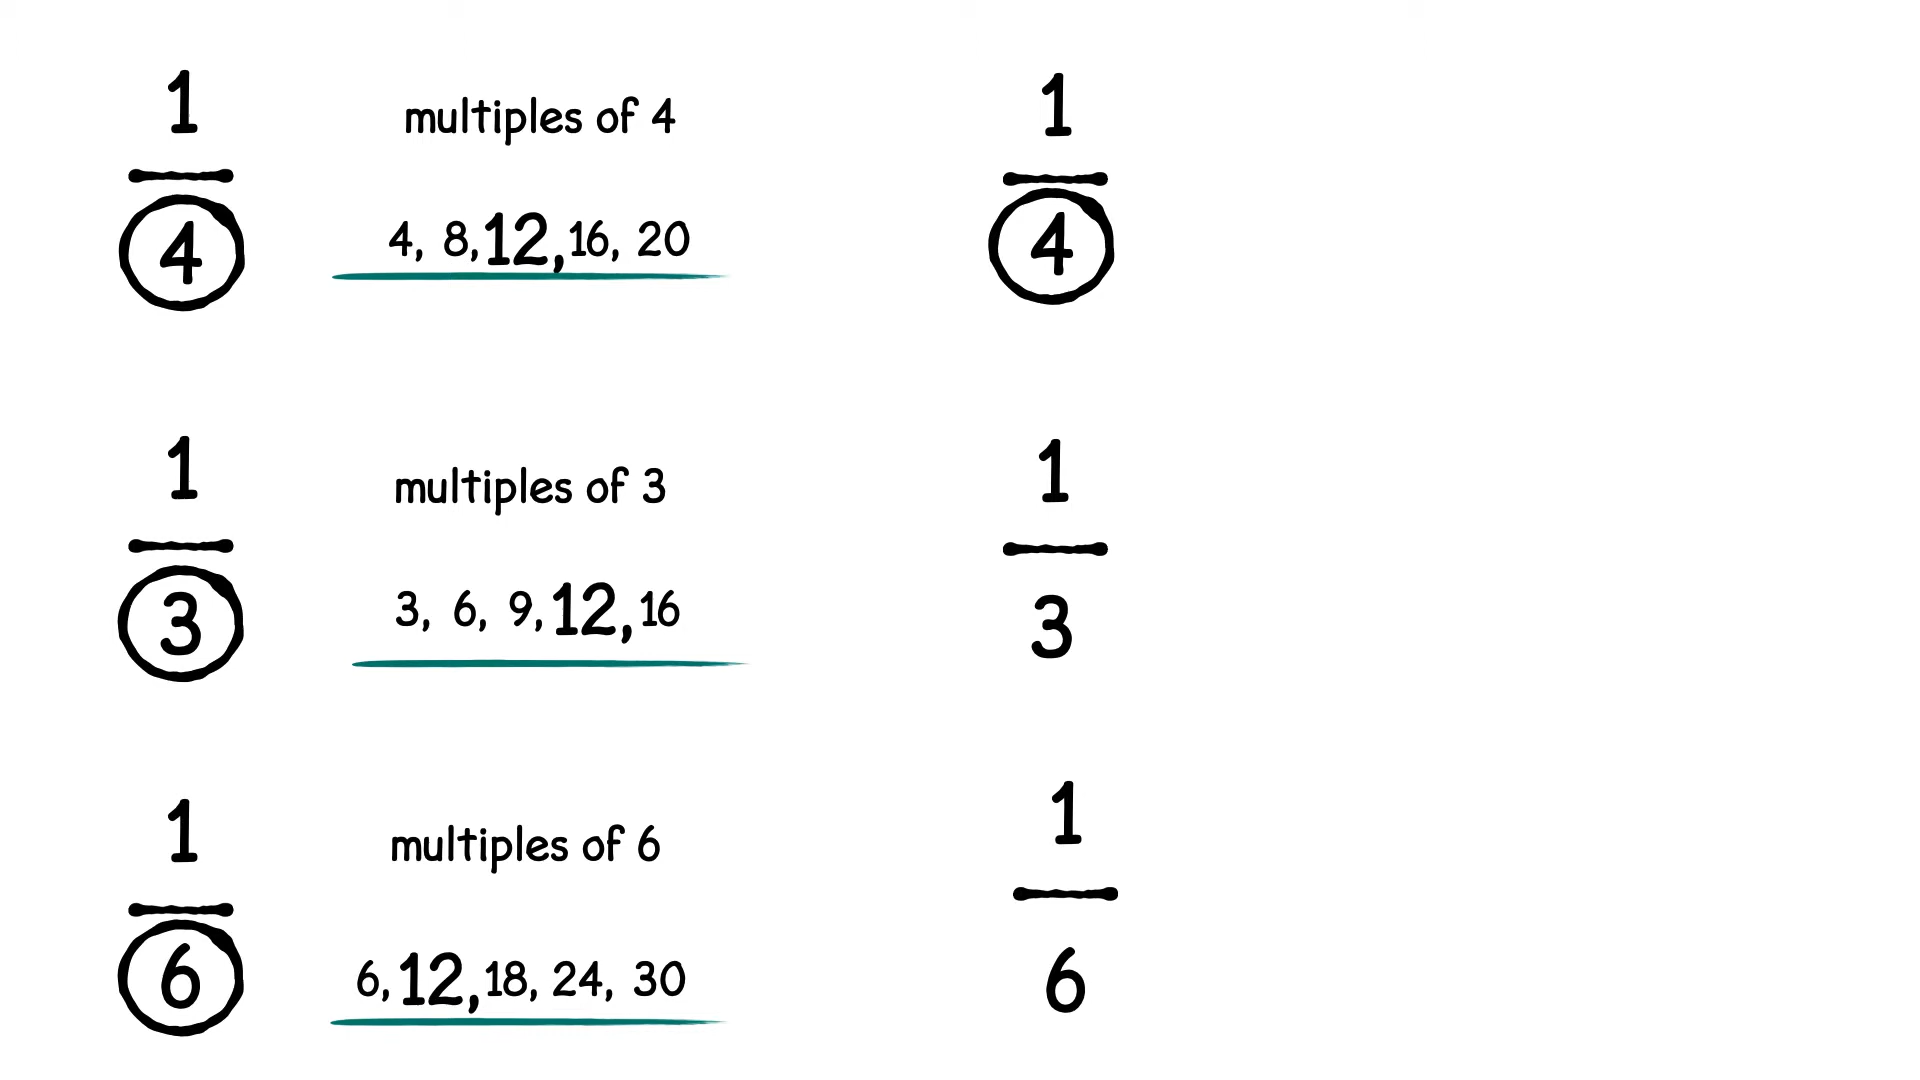 1
4
multiples of 4
4, 8, 12, 16, 20
1
4
1
3
multiples of 3
3, 6, 9, 12, 16
1
3
1
6
multiples of 6
6, 12, 18, 24, 30
1
6